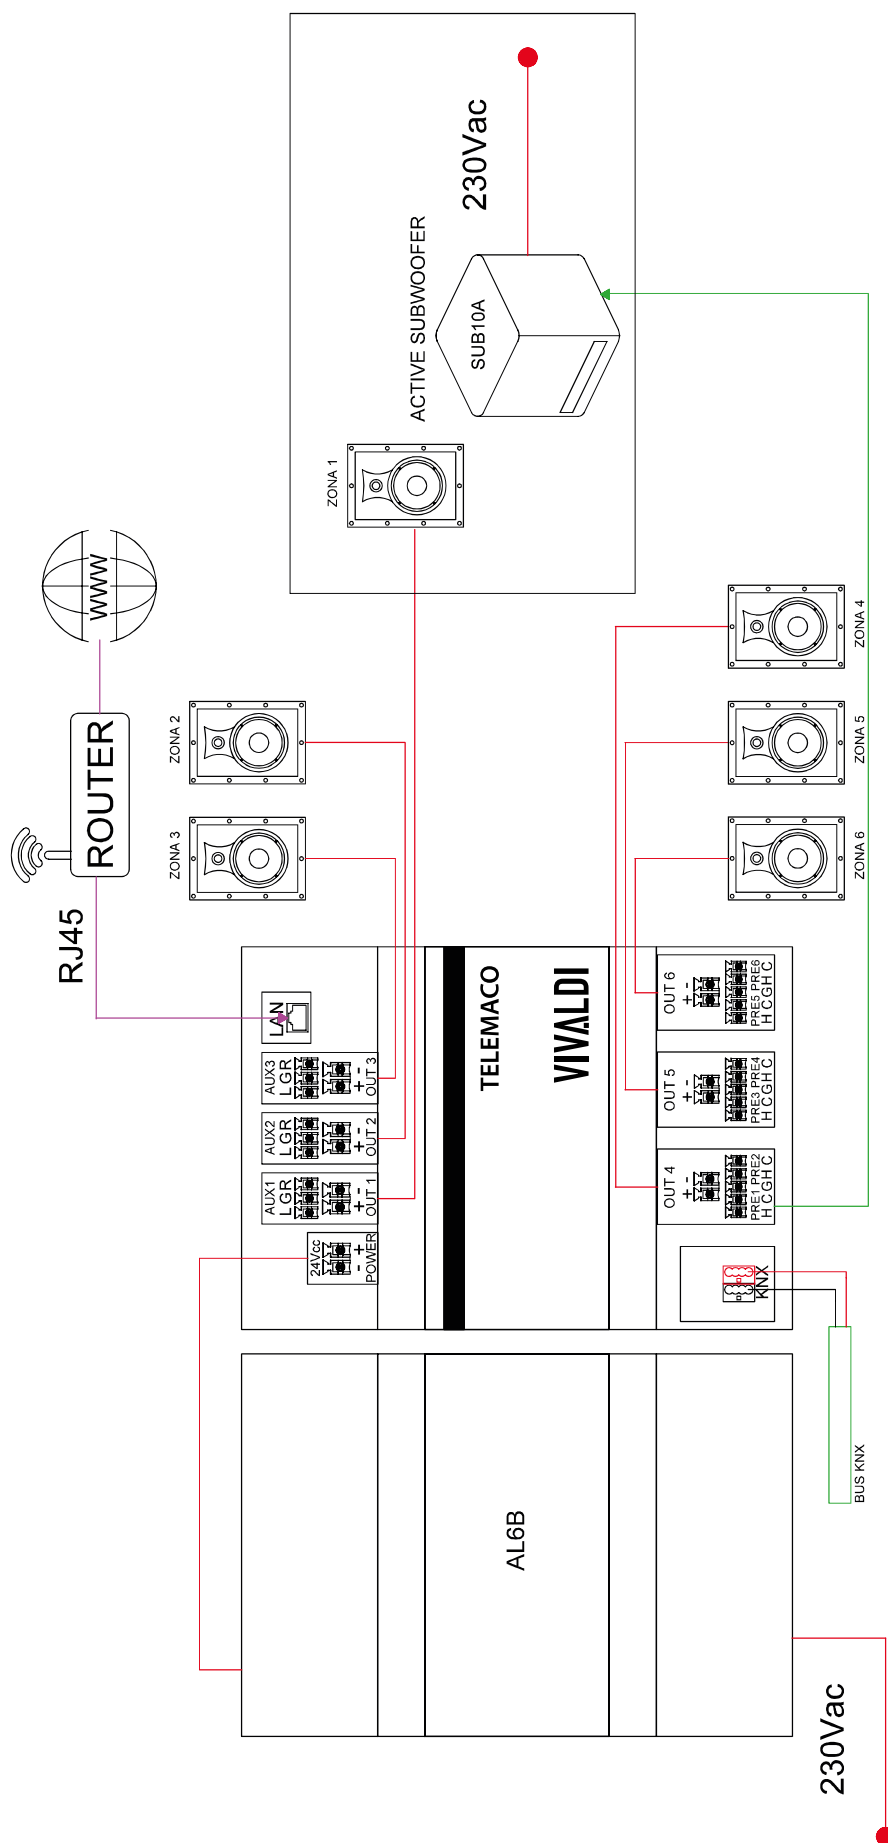 230Vac
ACTIVE SUBWOOFER
SUB10A
ZONA 1
WWW
ROUTER
RJ45
ZONA 2
ZONA 3
ZONA 4
ZONA 5
ZONA 6
LAN
AUX3
L G R
+ -
OUT 3
AUX2
L G R
+ -
OUT 2
AUX1
L G R
+ -
OUT 1
24Vcc
- +
POWER
TELEMACO
VIVALDI
OUT 6
+ -
PRE5 PRE6
H C G H C
OUT 5
+ -
PRE3 PRE4
H C G H C
OUT 4
+ -
PRE1 PRE2
H C G H C
KNX
BUS KNX
AL6B
230Vac